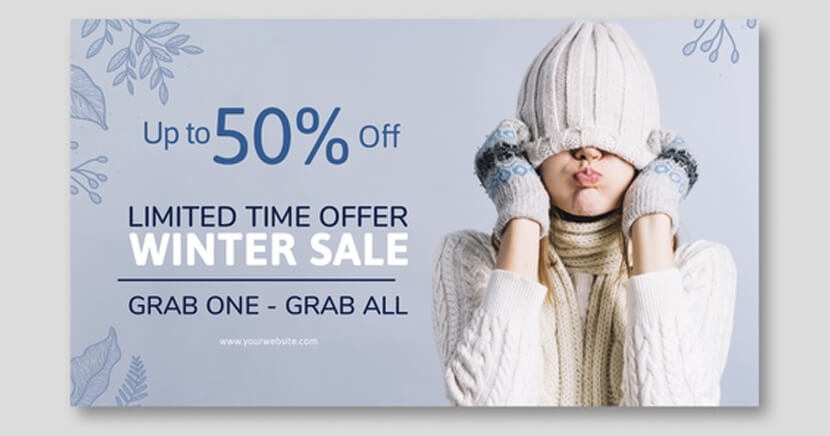 Up to 50% Off
LIMITED TIME OFFER
WINTER SALE
GRAB ONE - GRAB ALL
www.yourwebsite.com